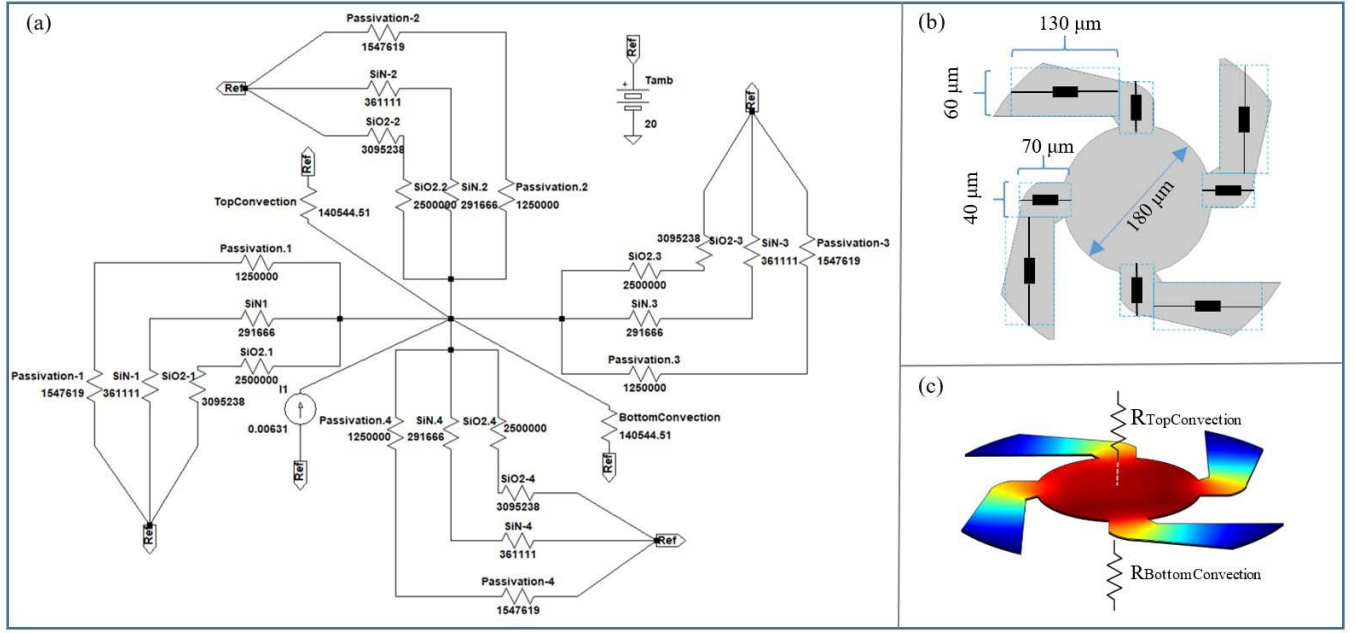 (a)
Passivation-2
1547619
SiN-2
361111
SiO2-2
3095238
Ref
Ref
Tamb
+
20
Ref
Ref
TopConvection
140544.51
SiO2.2
2500000
SiN.2
291666
Passivation.2
1250000
3095238
SiO2-3
SiN-3
361111
Passivation-3
1547619
Passivation.1
1250000
SiN1
291666
SiO2.1
2500000
SiO2.3
2500000
SiN.3
291666
Passivation.3
1250000
Passivation-1
1547619
SiN-1
361111
SiO2-1
3095238
I1
0.00631
Passivation.4
1250000
SiN.4
291666
SiO2.4
2500000
BottomConvection
140544.51
Ref
Ref
Ref
SiO2-4
3095238
SiN-4
361111
Ref
Passivation-4
1547619
(b)
130 µm
60 µm
70 µm
40 µm
180 µm
(c)
RTopConvection
RBottomConvection